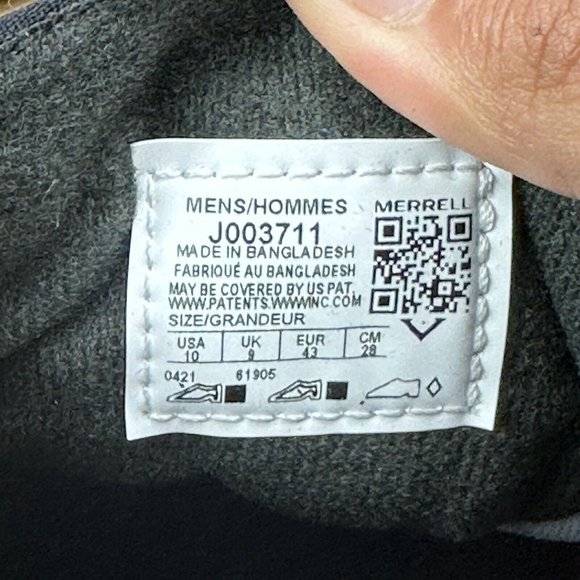 MENS/HOMMES
MERRELL
J003711
MADE IN BANGLADESH
FABRIQUÉ AU BANGLADESH
MAY BE COVERED BY US PAT.
WWW.PATENTS.WWWINC.COM
SIZE/GRANDEUR
USA UK EUR CM
10 9 43 28
0421 61905